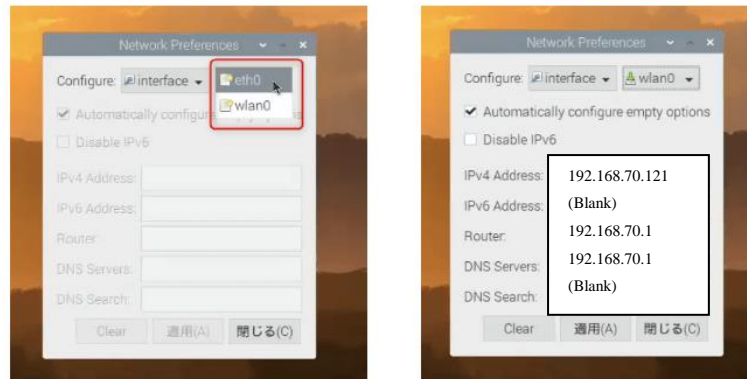 Network Preferences
Configure: interface eth0
wlan0
Automatically configure empty options
Disable IPv6
IPv4 Address:
IPv6 Address:
Router:
DNS Servers:
DNS Search:
Clear 適用(A) 閉じる(C)
Network Preferences
Configure: interface wlan0
Automatically configure empty options
Disable IPv6
IPv4 Address: 192.168.70.121
IPv6 Address: (Blank)
Router: 192.168.70.1
DNS Servers: 192.168.70.1
DNS Search: (Blank)
Clear 適用(A) 閉じる(C)